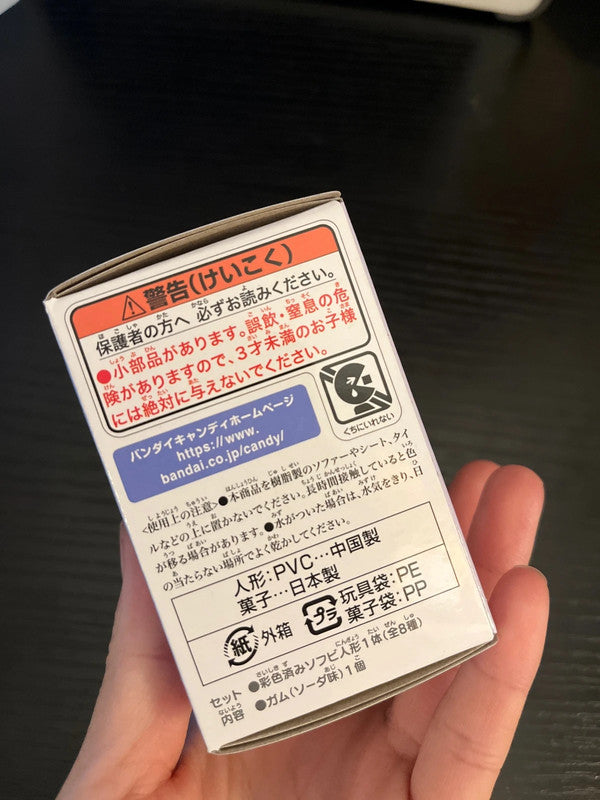 ⚠警告(けいこく)
保護者の方へ 必ずお読みください。
●小部品があります。誤飲・窒息の危
険がありますので、3才未満のお子様
には絶対に与えないでください。
バンダイキャンディホームページ
https://www.
bandai.co.jp/candy/
くちにいれない
<使用上の注意>●本商品を樹脂製のソファーやシート、タイ
ルなどの上に置かないでください。長時間接触していると色
が移る場合があります。●水がついた場合は、水気をきり、日
の当たらない場所でよく乾かしてください。
人形:PVC…中国製
菓子…日本製
紙 外箱
プラ 玩具袋:PE
菓子袋:PP
セット内容
●彩色済みソフビ人形1体(全8種)
●ガム(ソーダ味)1個